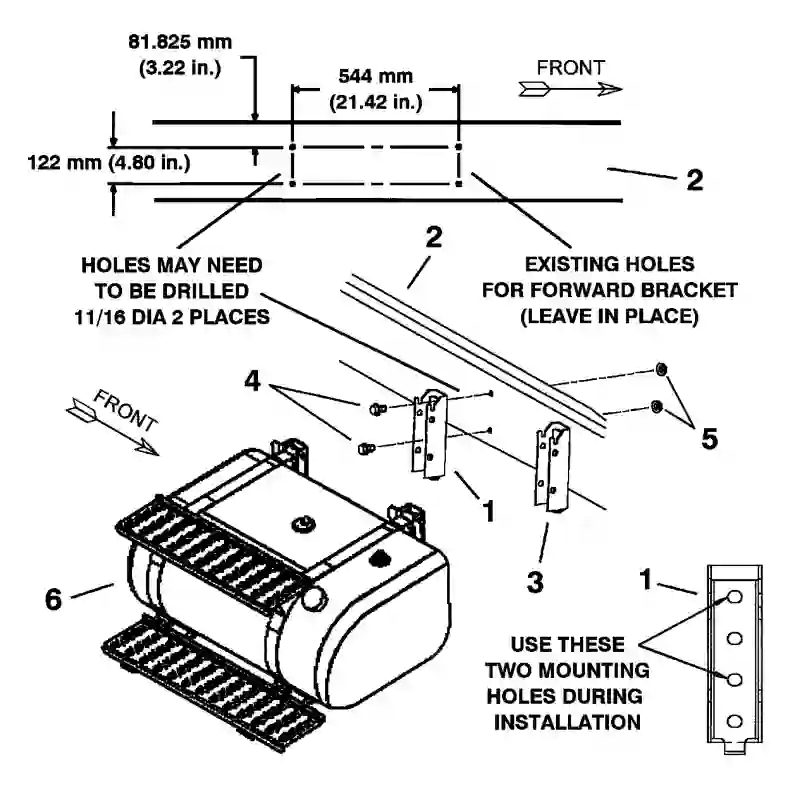 81.825 mm
(3.22 in.)
544 mm
(21.42 in.)
FRONT
122 mm (4.80 in.)
2
HOLES MAY NEED
TO BE DRILLED
11/16 DIA 2 PLACES
2
EXISTING HOLES
FOR FORWARD BRACKET
(LEAVE IN PLACE)
FRONT
4
5
1
3
6
1
USE THESE
TWO MOUNTING
HOLES DURING
INSTALLATION